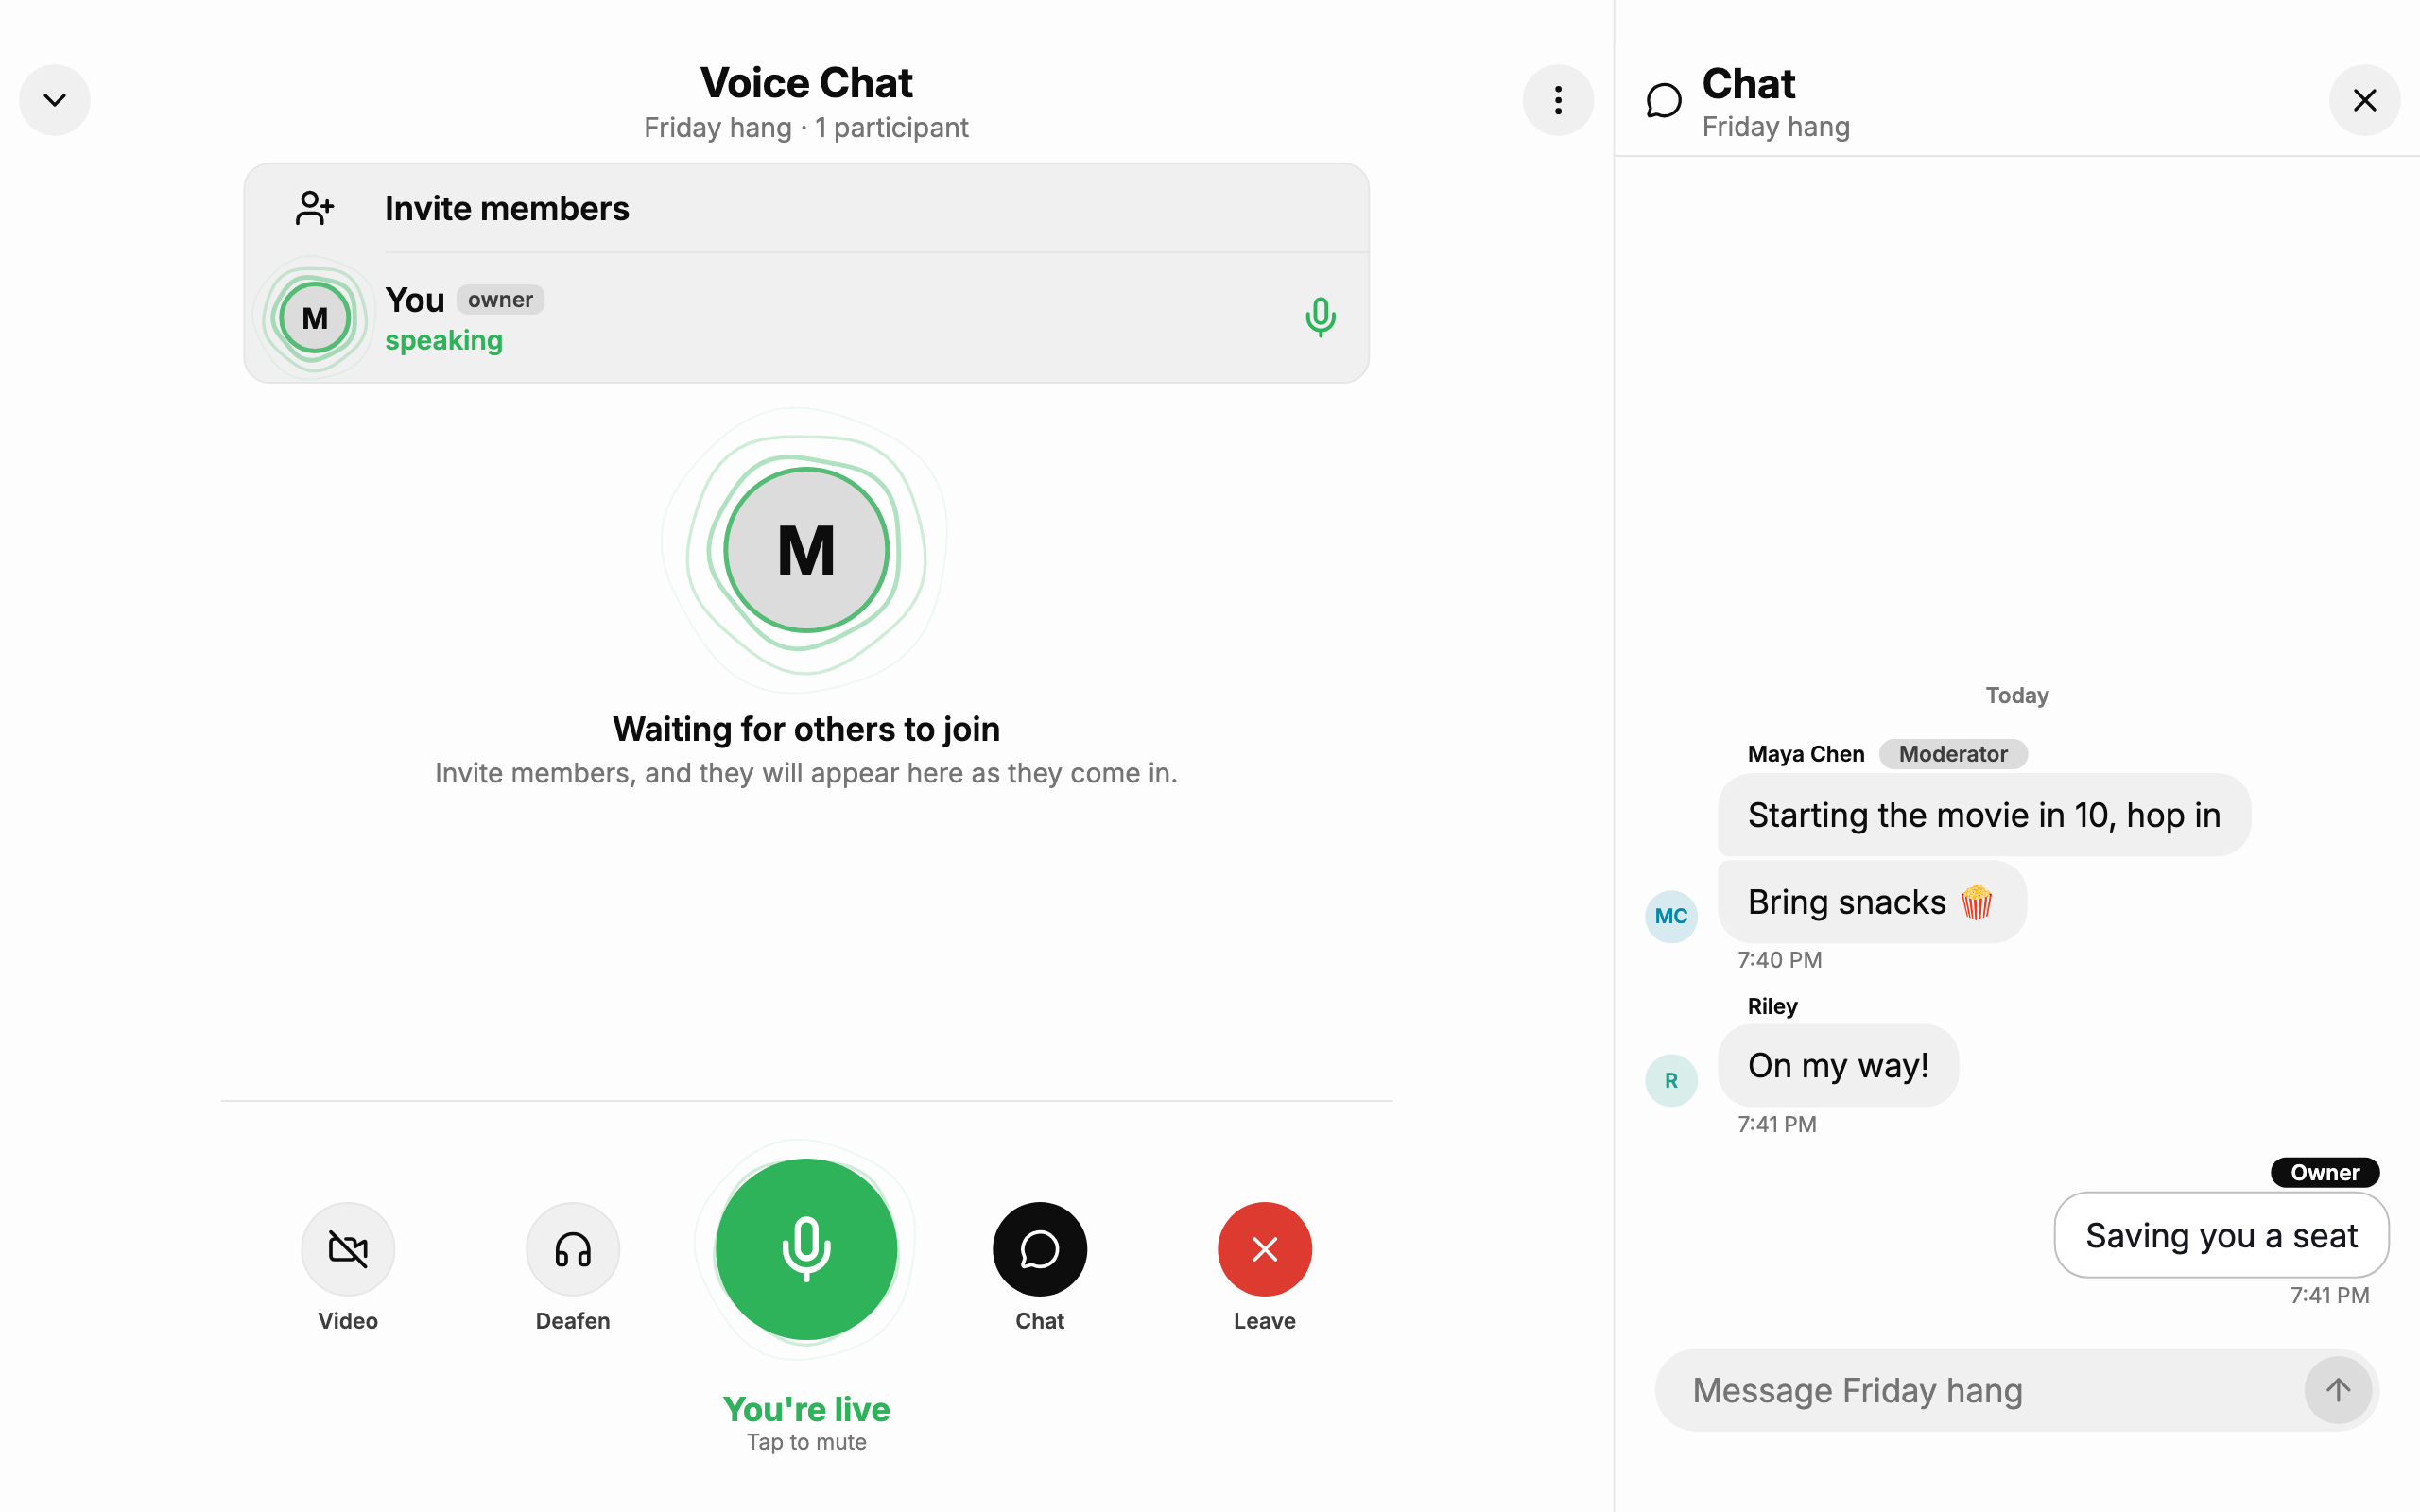 Voice Chat
Friday hang · 1 participant
Invite members
M
You owner
speaking
M
Waiting for others to join
Invite members, and they will appear here as they come in.
Video
Deafen
Chat
Leave
You're live
Tap to mute
Chat
Friday hang
Today
Maya Chen Moderator
Starting the movie in 10, hop in
Bring snacks 🍿
MC
7:40 PM
Riley
On my way!
R
7:41 PM
Owner
Saving you a seat
7:41 PM
Message Friday hang